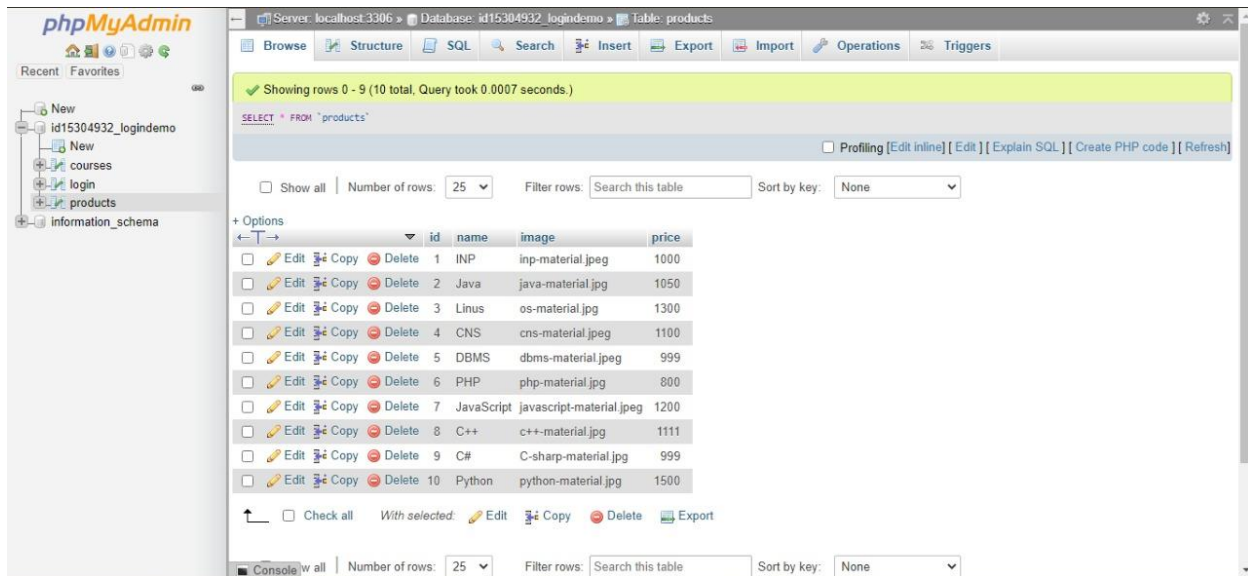 phpMyAdmin
Recent Favorites
New
id15304932_logindemo
New
courses
login
products
information_schema
Server: localhost:3306 » Database: id15304932_logindemo » Table: products
Browse Structure SQL Search Insert Export Import Operations Triggers
Showing rows 0 - 9 (10 total, Query took 0.0007 seconds.)
SELECT * FROM `products`
Profiling [Edit inline] [ Edit ] [ Explain SQL ] [ Create PHP code ] [ Refresh]
Show all Number of rows: 25 Filter rows: Search this table Sort by key: None
+ Options
←T→ id name image price
Edit Copy Delete 1 INP inp-material.jpeg 1000
Edit Copy Delete 2 Java java-material.jpg 1050
Edit Copy Delete 3 Linus os-material.jpg 1300
Edit Copy Delete 4 CNS cns-material.jpeg 1100
Edit Copy Delete 5 DBMS dbms-material.jpeg 999
Edit Copy Delete 6 PHP php-material.jpg 800
Edit Copy Delete 7 JavaScript javascript-material.jpeg 1200
Edit Copy Delete 8 C++ c++-material.jpg 1111
Edit Copy Delete 9 C# C-sharp-material.jpg 999
Edit Copy Delete 10 Python python-material.jpg 1500
Check all With selected: Edit Copy Delete Export
Console w all Number of rows: 25 Filter rows: Search this table Sort by key: None